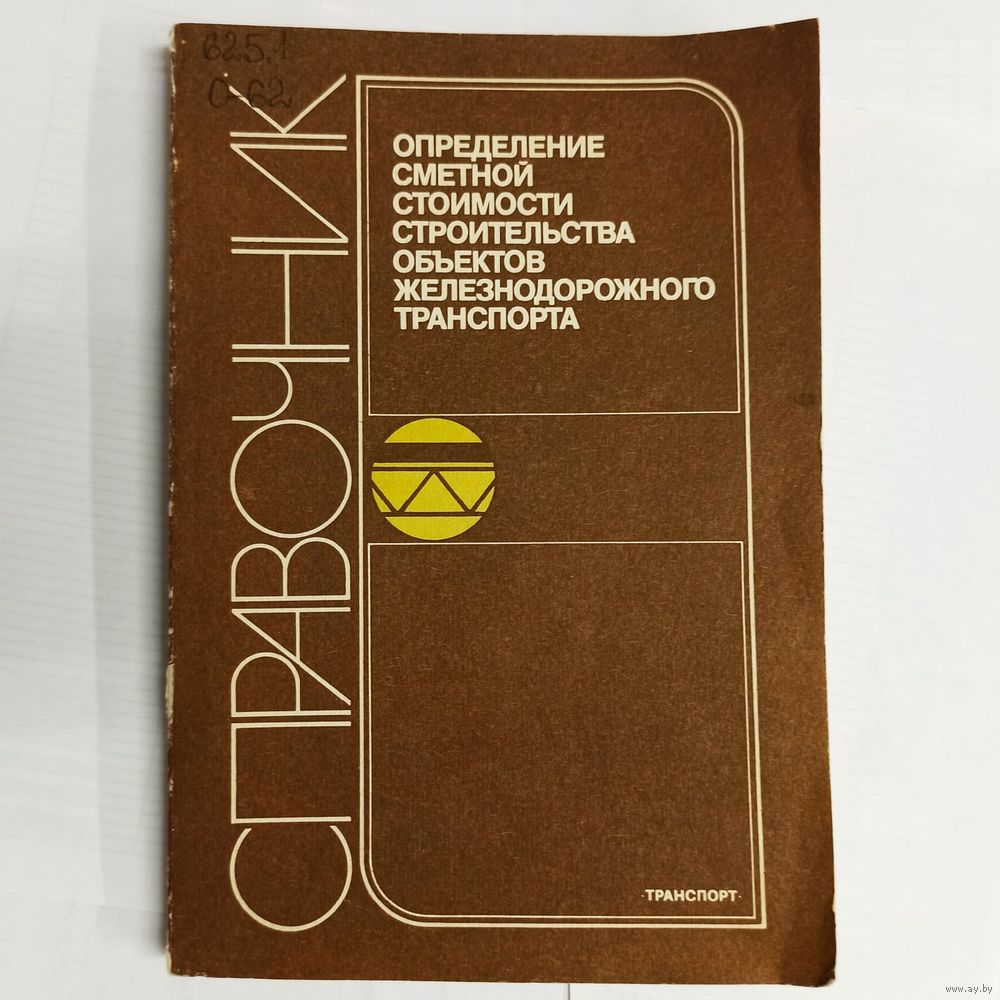 625.1
О-62
СПРАВОЧНИК
ОПРЕДЕЛЕНИЕ
СМЕТНОЙ
СТОИМОСТИ
СТРОИТЕЛЬСТВА
ОБЪЕКТОВ
ЖЕЛЕЗНОДОРОЖНОГО
ТРАНСПОРТА
·ТРАНСПОРТ·
www.ay.by